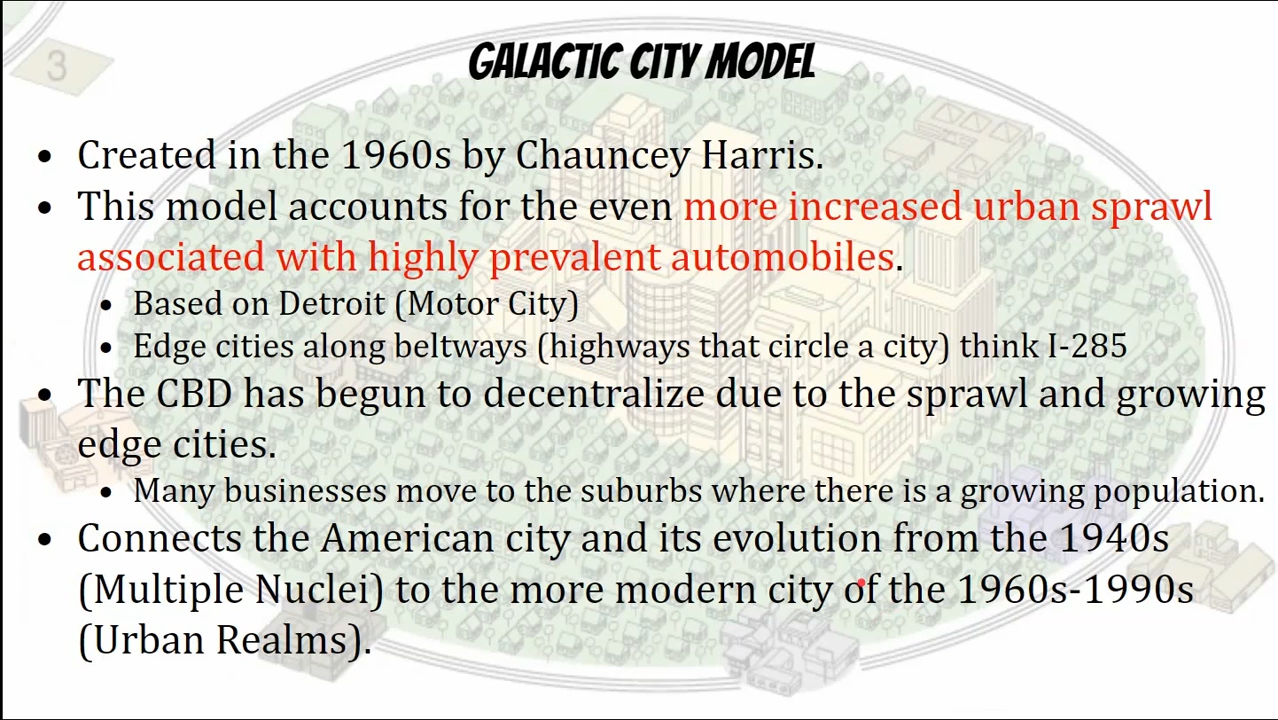 3
GALACTIC CITY MODEL
• Created in the 1960s by Chauncey Harris.
• This model accounts for the even more increased urban sprawl
associated with highly prevalent automobiles.
• Based on Detroit (Motor City)
• Edge cities along beltways (highways that circle a city) think I-285
• The CBD has begun to decentralize due to the sprawl and growing
edge cities.
• Many businesses move to the suburbs where there is a growing population.
• Connects the American city and its evolution from the 1940s
(Multiple Nuclei) to the more modern city of the 1960s-1990s
(Urban Realms).